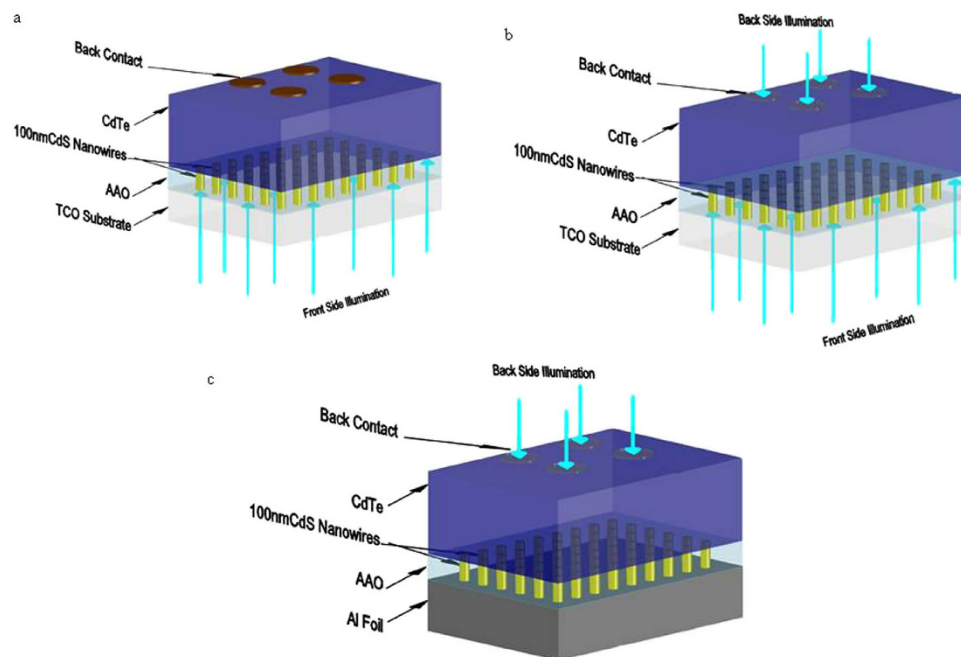 a
Back Contact
CdTe
100nmCdS Nanowires
AAO
TCO Substrate
Front Side Illumination
b
Back Side Illumination
Back Contact
CdTe
100nmCdS Nanowires
AAO
TCO Substrate
Front Side Illumination
c
Back Side Illumination
Back Contact
CdTe
100nmCdS Nanowires
AAO
Al Foil